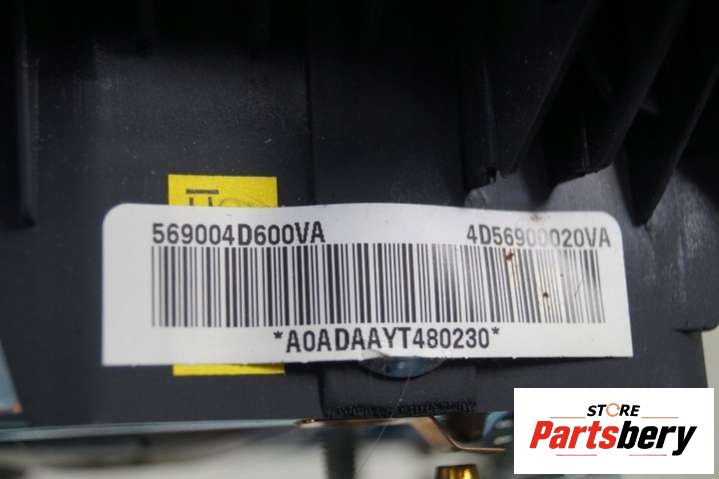 569004D600VA 4D56900020VA
*A0ADAAYT480230*
STORE
Partsbery